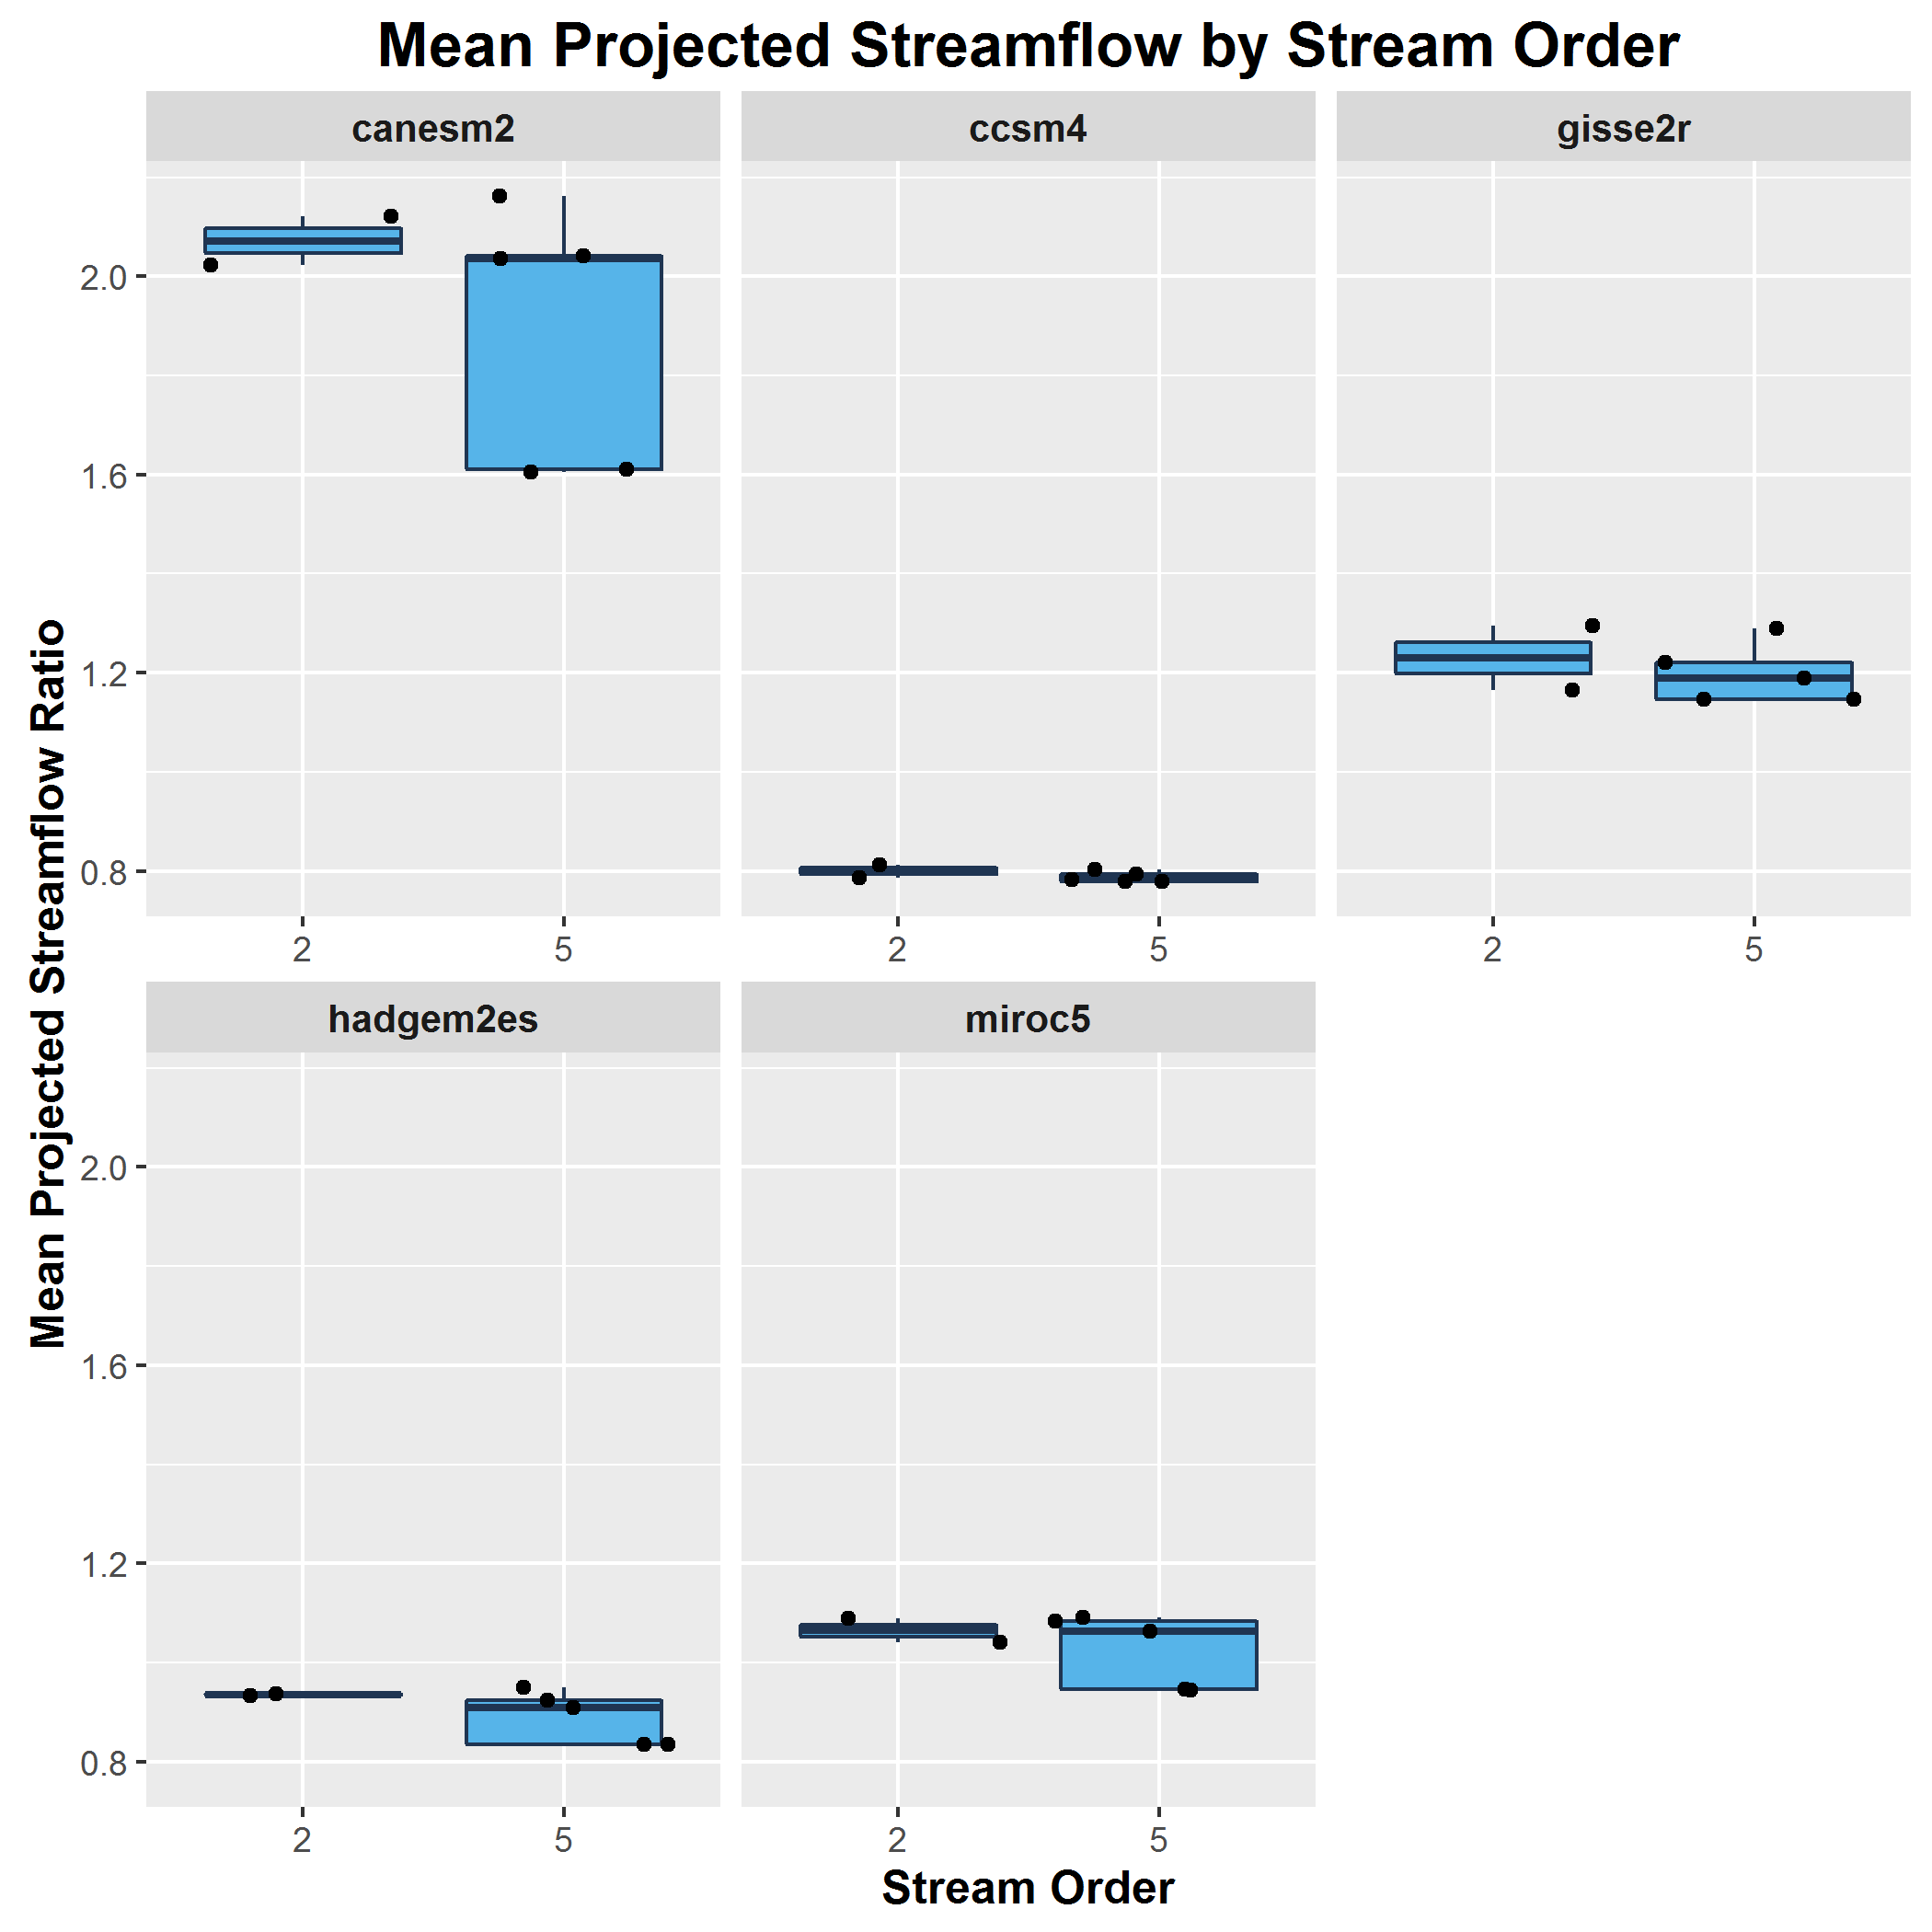 Mean Projected Streamflow by Stream Order
canesm2 ccsm4 gisse2r
2.0
1.6
1.2
0.8
2 5 2 5 2 5
Mean Projected Streamflow Ratio
hadgem2es miroc5
2.0
1.6
1.2
0.8
2 5 2 5
Stream Order